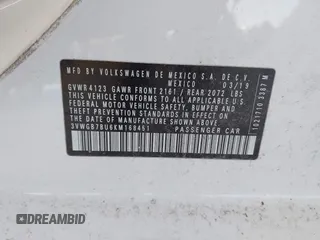 MFD. BY VOLKSWAGEN DE MEXICO S.A. DE C.V.
MEXICO 03/19
GVWR 4123 GAWR FRONT 2161 / REAR 2072 LBS
THIS VEHICLE CONFORMS TO ALL APPLICABLE
FEDERAL MOTOR VEHICLE SAFETY, BUMPER, AND
THEFT PREVENTION STANDARDS IN EFFECT ON
THE DATE OF MANUFACTURE SHOWN ABOVE.
3VWG87BU6KM168451 PASSENGER CAR
DREAMBID